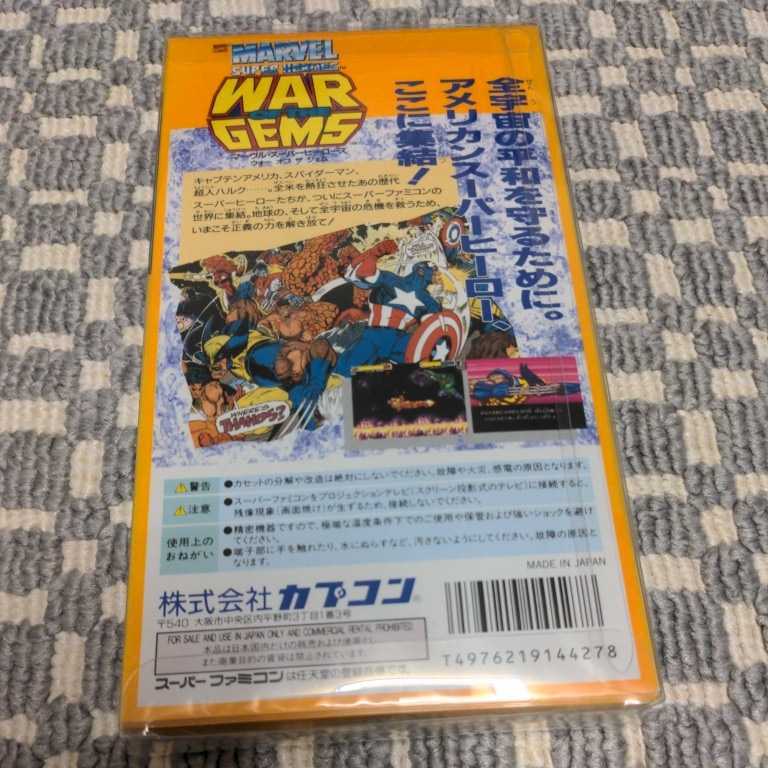 MARVEL
SUPER HEROES
WAR
OF THE
GEMS
マーヴル・スーパーヒーローズ
ウォー オブ ザ ジェム
全宇宙の平和を守るために。
アメリカンスーパーヒーロー、
ここに集結!
キャプテンアメリカ、スパイダーマン、
超人ハルク……。全米を熱狂させたあの歴代
スーパーヒーローたちが、ついにスーパーファミコンの
世界に集結。地球の、そして全宇宙の危機を救うため、
いまこそ正義の力を解き放て!
WHERE IS
THANOS?
警告
●カセットの分解や改造は絶対にしないでください。故障や火災、感電の原因となります。
注意
●スーパーファミコンをプロジェクションテレビ(スクリーン投影式のテレビ)に接続すると、
残像現象(画面焼け)が生ずるため、接続しないでください。
使用上の
おねがい
●精密機器ですので、極端な温度条件下でのご使用や保管および強いショックを避け
てください。
●端子部に手を触れたり、水にぬらすなど、汚さないようにしてください。故障の原因と
なります。
MADE IN JAPAN
株式会社 カプコン
〒540 大阪市中央区内平野町3丁目1番3号
FOR SALE AND USE IN JAPAN ONLY AND COMMERCIAL RENTAL PROHIBITED.
本品は日本国内だけの販売および使用とし、
また商業目的の賃貸は禁止されています。
スーパーファミコンは任天堂の登録商標です。
T4976219144278